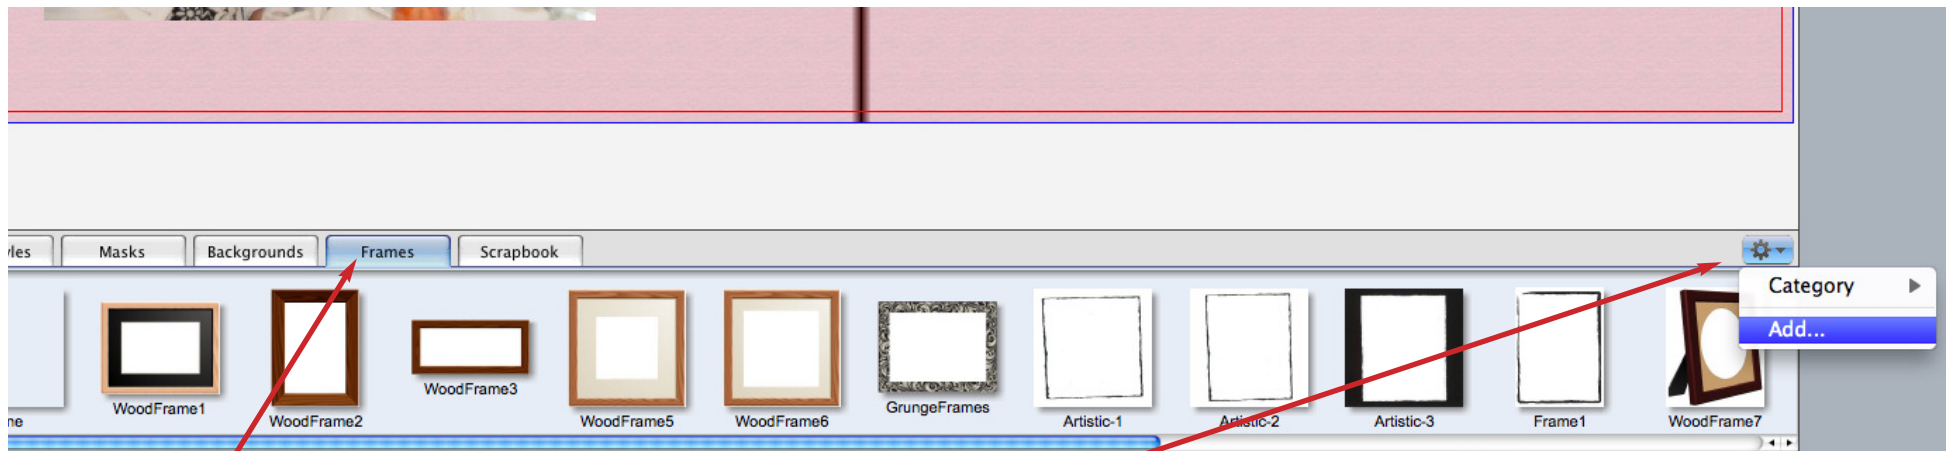 Masks Backgrounds Frames Scrapbook
Category
Add...
WoodFrame1
WoodFrame2
WoodFrame3
WoodFrame5
WoodFrame6
GrungeFrames
Artistic-1
Artistic-2
Artistic-3
Frame1
WoodFrame7